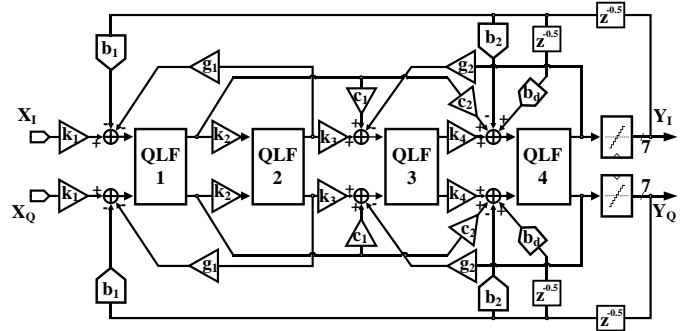 z^-0.5
b1
b2
z^-0.5
g1
g2
bd
c1
c2
XI
YI
k1
k2
k3
k4
+ + - -
+ + -
+ + - - +
7
QLF 1
QLF 2
QLF 3
QLF 4
XQ
YQ
k1
k2
k3
k4
+ + - -
+ + -
+ + - - +
7
c1
c2
bd
g1
g2
b1
b2
z^-0.5
z^-0.5